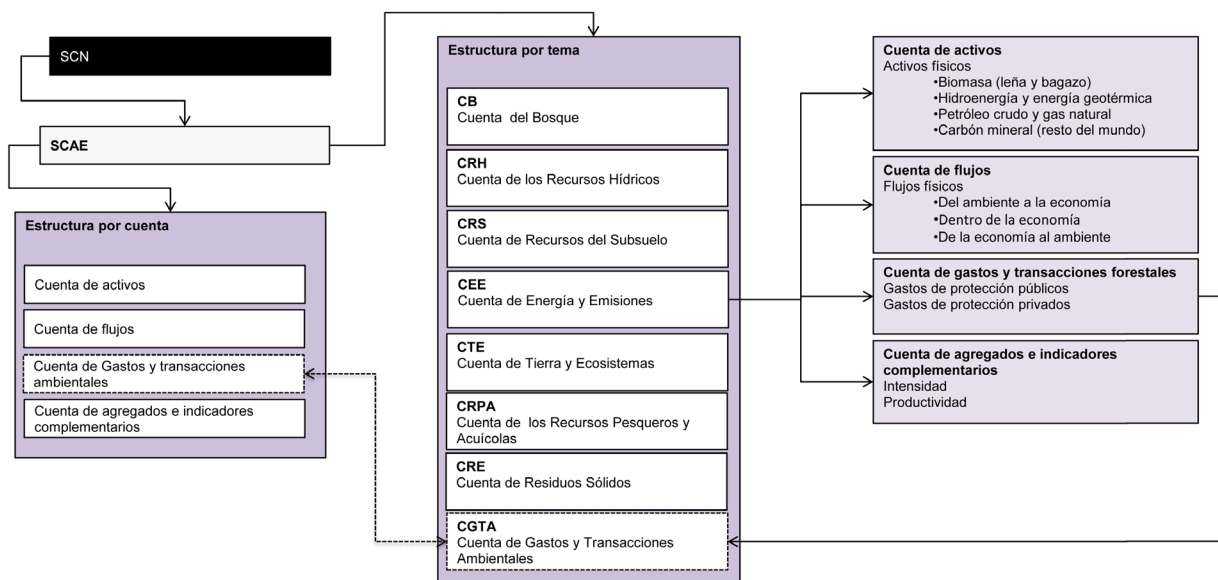 SCN
SCAE
Estructura por cuenta
Cuenta de activos
Cuenta de flujos
Cuenta de Gastos y transacciones
ambientales
Cuenta de agregados e indicadores
complementarios
Estructura por tema
CB
Cuenta del Bosque
CRH
Cuenta de los Recursos Hídricos
CRS
Cuenta de Recursos del Subsuelo
CEE
Cuenta de Energía y Emisiones
CTE
Cuenta de Tierra y Ecosistemas
CRPA
Cuenta de los Recursos Pesqueros y
Acuícolas
CRE
Cuenta de Residuos Sólidos
CGTA
Cuenta de Gastos y Transacciones
Ambientales
Cuenta de activos
Activos físicos
•Biomasa (leña y bagazo)
•Hidroenergía y energía geotérmica
•Petróleo crudo y gas natural
•Carbón mineral (resto del mundo)
Cuenta de flujos
Flujos físicos
•Del ambiente a la economía
•Dentro de la economía
•De la economía al ambiente
Cuenta de gastos y transacciones forestales
Gastos de protección públicos
Gastos de protección privados
Cuenta de agregados e indicadores
complementarios
Intensidad
Productividad